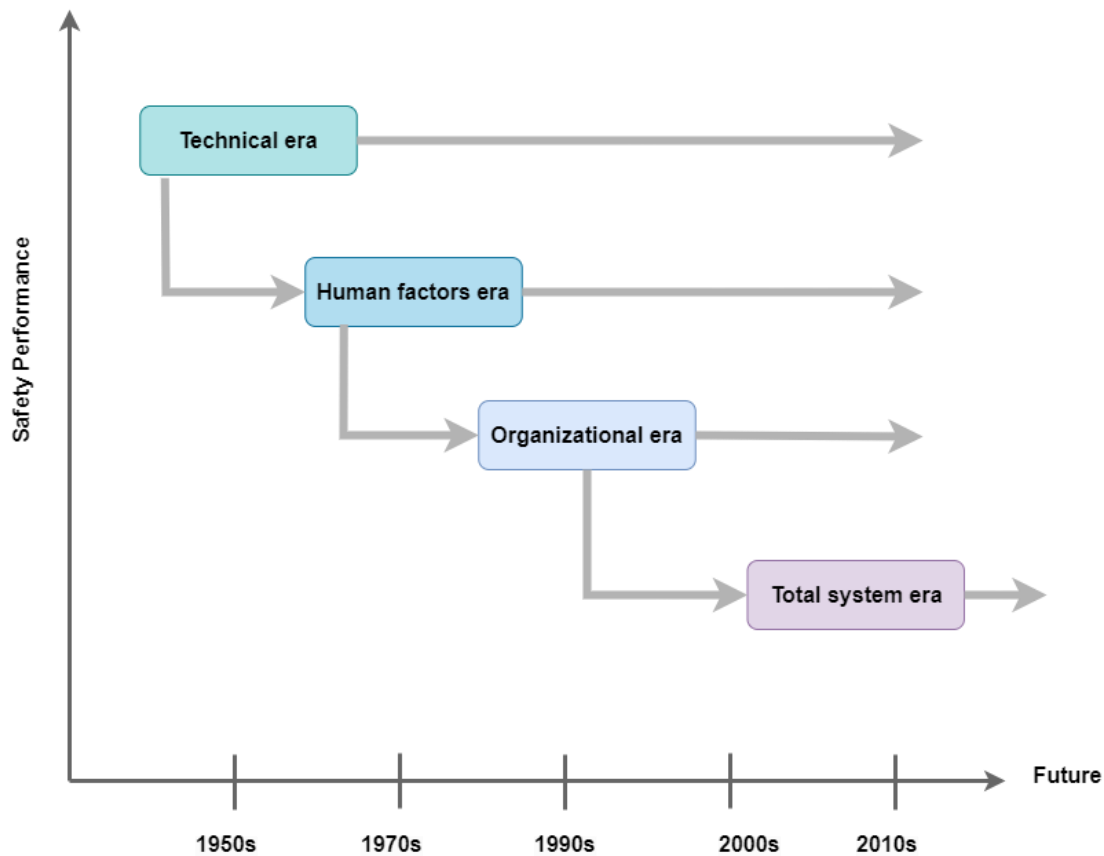 Technical era
Human factors era
Safety Performance
Organizational era
Total system era
Future
1950s
1970s
1990s
2000s
2010s